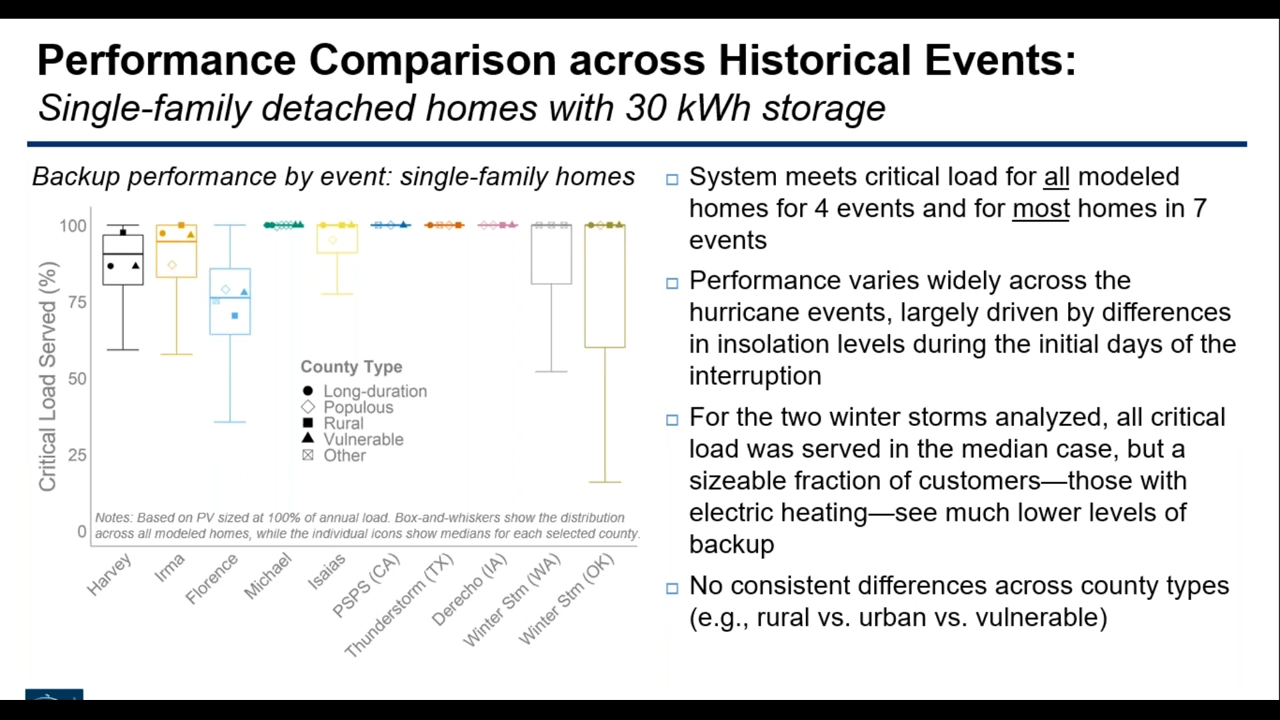 Performance Comparison across Historical Events:
Single-family detached homes with 30 kWh storage
Backup performance by event: single-family homes
100
75
50
25
0
Critical Load Served (%)
County Type
Long-duration
Populous
Rural
Vulnerable
Other
Notes: Based on PV sized at 100% of annual load. Box-and-whiskers show the distribution
across all modeled homes, while the individual icons show medians for each selected county.
Harvey
Irma
Florence
Michael
Isaias
PSPS (CA)
Thunderstorm (TX)
Derecho (IA)
Winter Stm (WA)
Winter Stm (OK)
System meets critical load for all modeled
homes for 4 events and for most homes in 7
events
Performance varies widely across the
hurricane events, largely driven by differences
in insolation levels during the initial days of the
interruption
For the two winter storms analyzed, all critical
load was served in the median case, but a
sizeable fraction of customers—those with
electric heating—see much lower levels of
backup
No consistent differences across county types
(e.g., rural vs. urban vs. vulnerable)